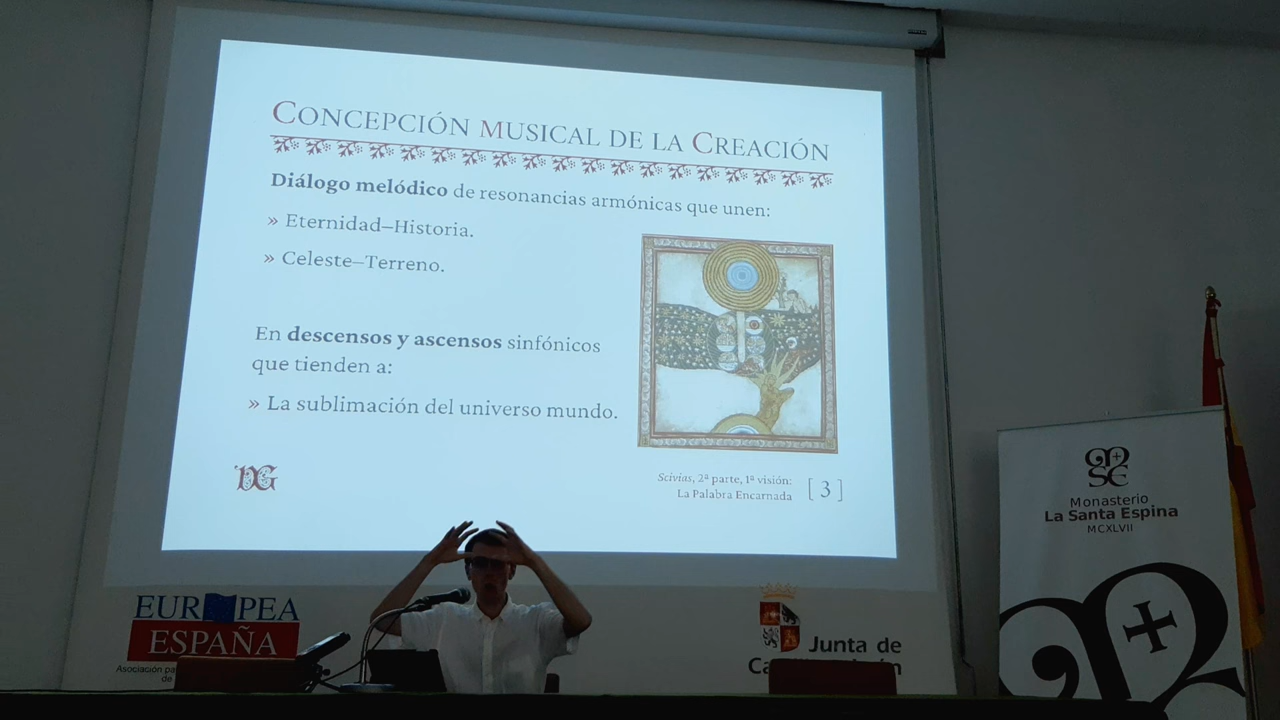 CONCEPCIÓN MUSICAL DE LA CREACIÓN
Diálogo melódico de resonancias armónicas que unen:
» Eternidad–Historia.
» Celeste–Terreno.
En descensos y ascensos sinfónicos
que tienden a:
» La sublimación del universo mundo.
Scivias, 2ª parte, 1ª visión:
La Palabra Encarnada
[ 3 ]
EUROPEA
ESPAÑA
Asociación
de
Junta de
Monasterio
La Santa Espina
MCXLVII